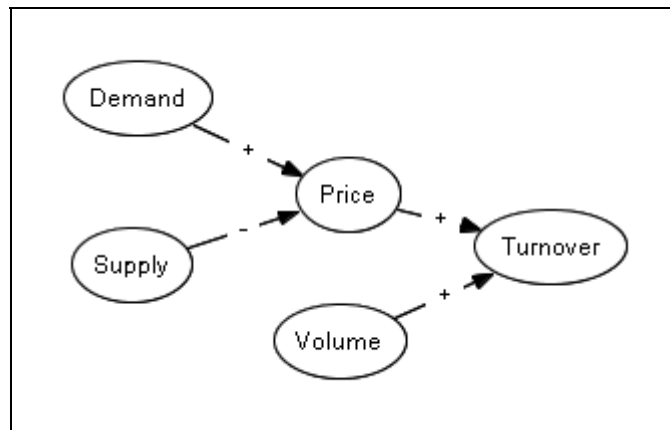 Demand
+
Price
Supply
-
+
Turnover
+
Volume